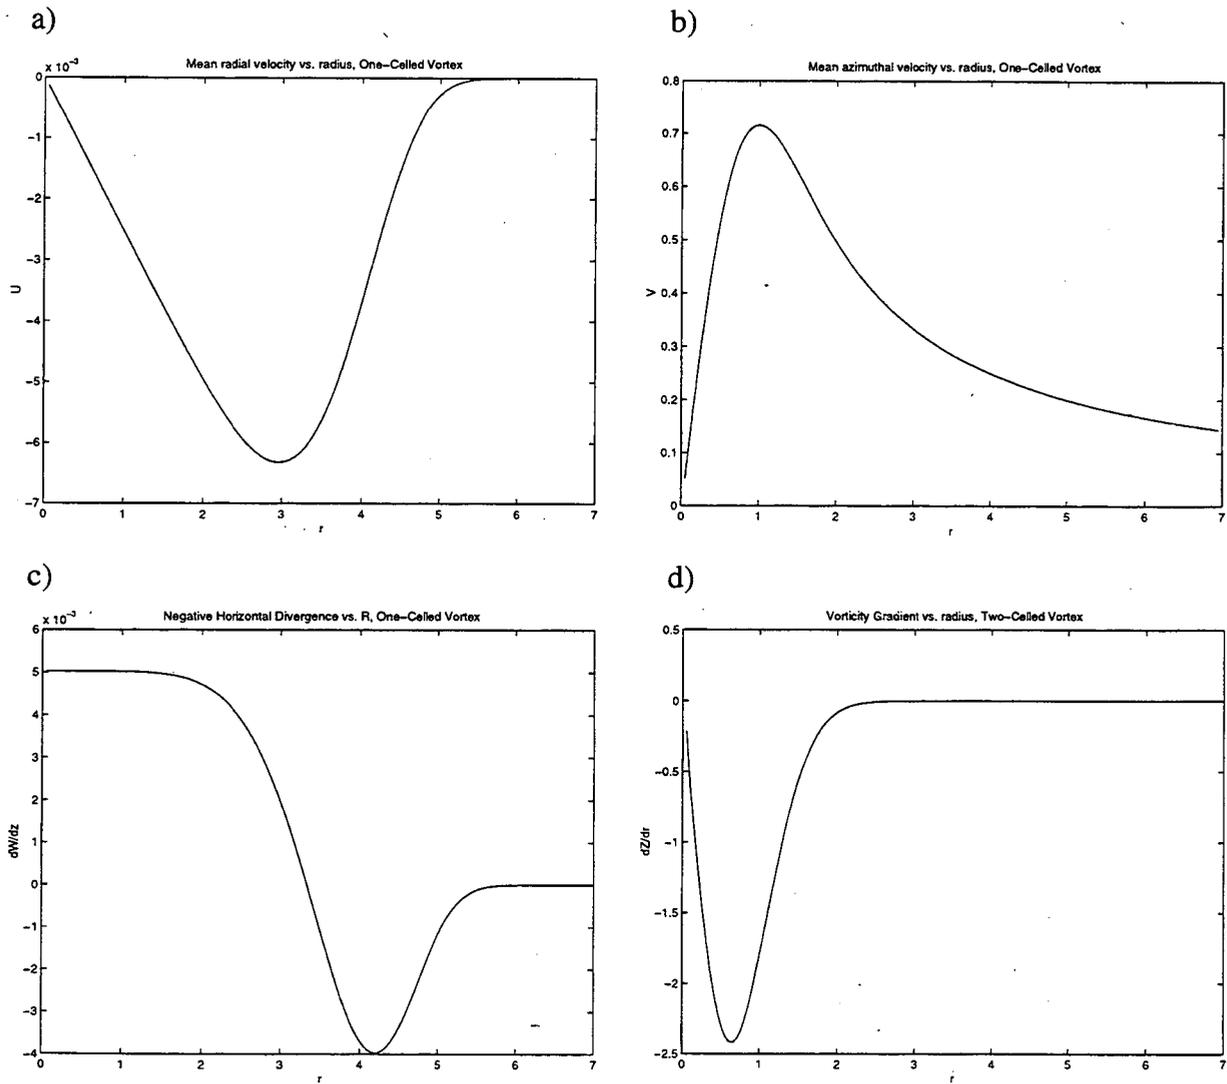 a)
Mean radial velocity vs. radius, One-Celled Vortex
x 10⁻³
0
-1
-2
-3
-4
-5
-6
-7
U
0 1 2 3 4 5 6 7
r
b)
Mean azimuthal velocity vs. radius, One-Celled Vortex
0.8
0.7
0.6
0.5
0.4
0.3
0.2
0.1
0
V
0 1 2 3 4 5 6 7
r
c)
Negative Horizontal Divergence vs. R, One-Celled Vortex
x 10⁻³
6
5
4
3
2
1
0
-1
-2
-3
-4
dW/dz
0 1 2 3 4 5 6 7
r
d)
Vorticity Gradient vs. radius, Two-Celled Vortex
0.5
0
-0.5
-1
-1.5
-2
-2.5
dZ/dr
0 1 2 3 4 5 6 7
r